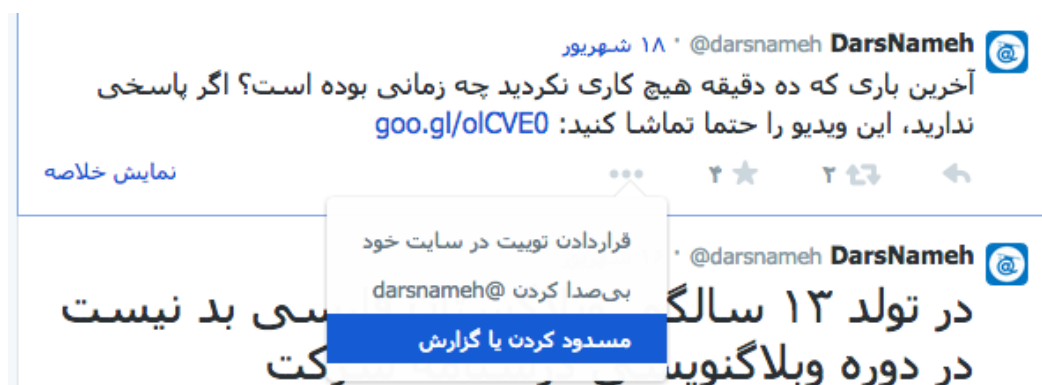 DarsNameh @darsnameh · ۱۸ شهریور
آخرین باری که ده دقیقه هیچ کاری نکردید چه زمانی بوده است؟ اگر پاسخی
ندارید، این ویدیو را حتما تماشا کنید: goo.gl/olCVE0
۲ ۴ نمایش خلاصه
قراردادن توییت در سایت خود
بی‌صدا کردن @darsnameh
مسدود کردن یا گزارش
DarsNameh @darsnameh ·
در تولد ۱۳ سالگی سی بد نیست
در دوره وبلاگنویسی